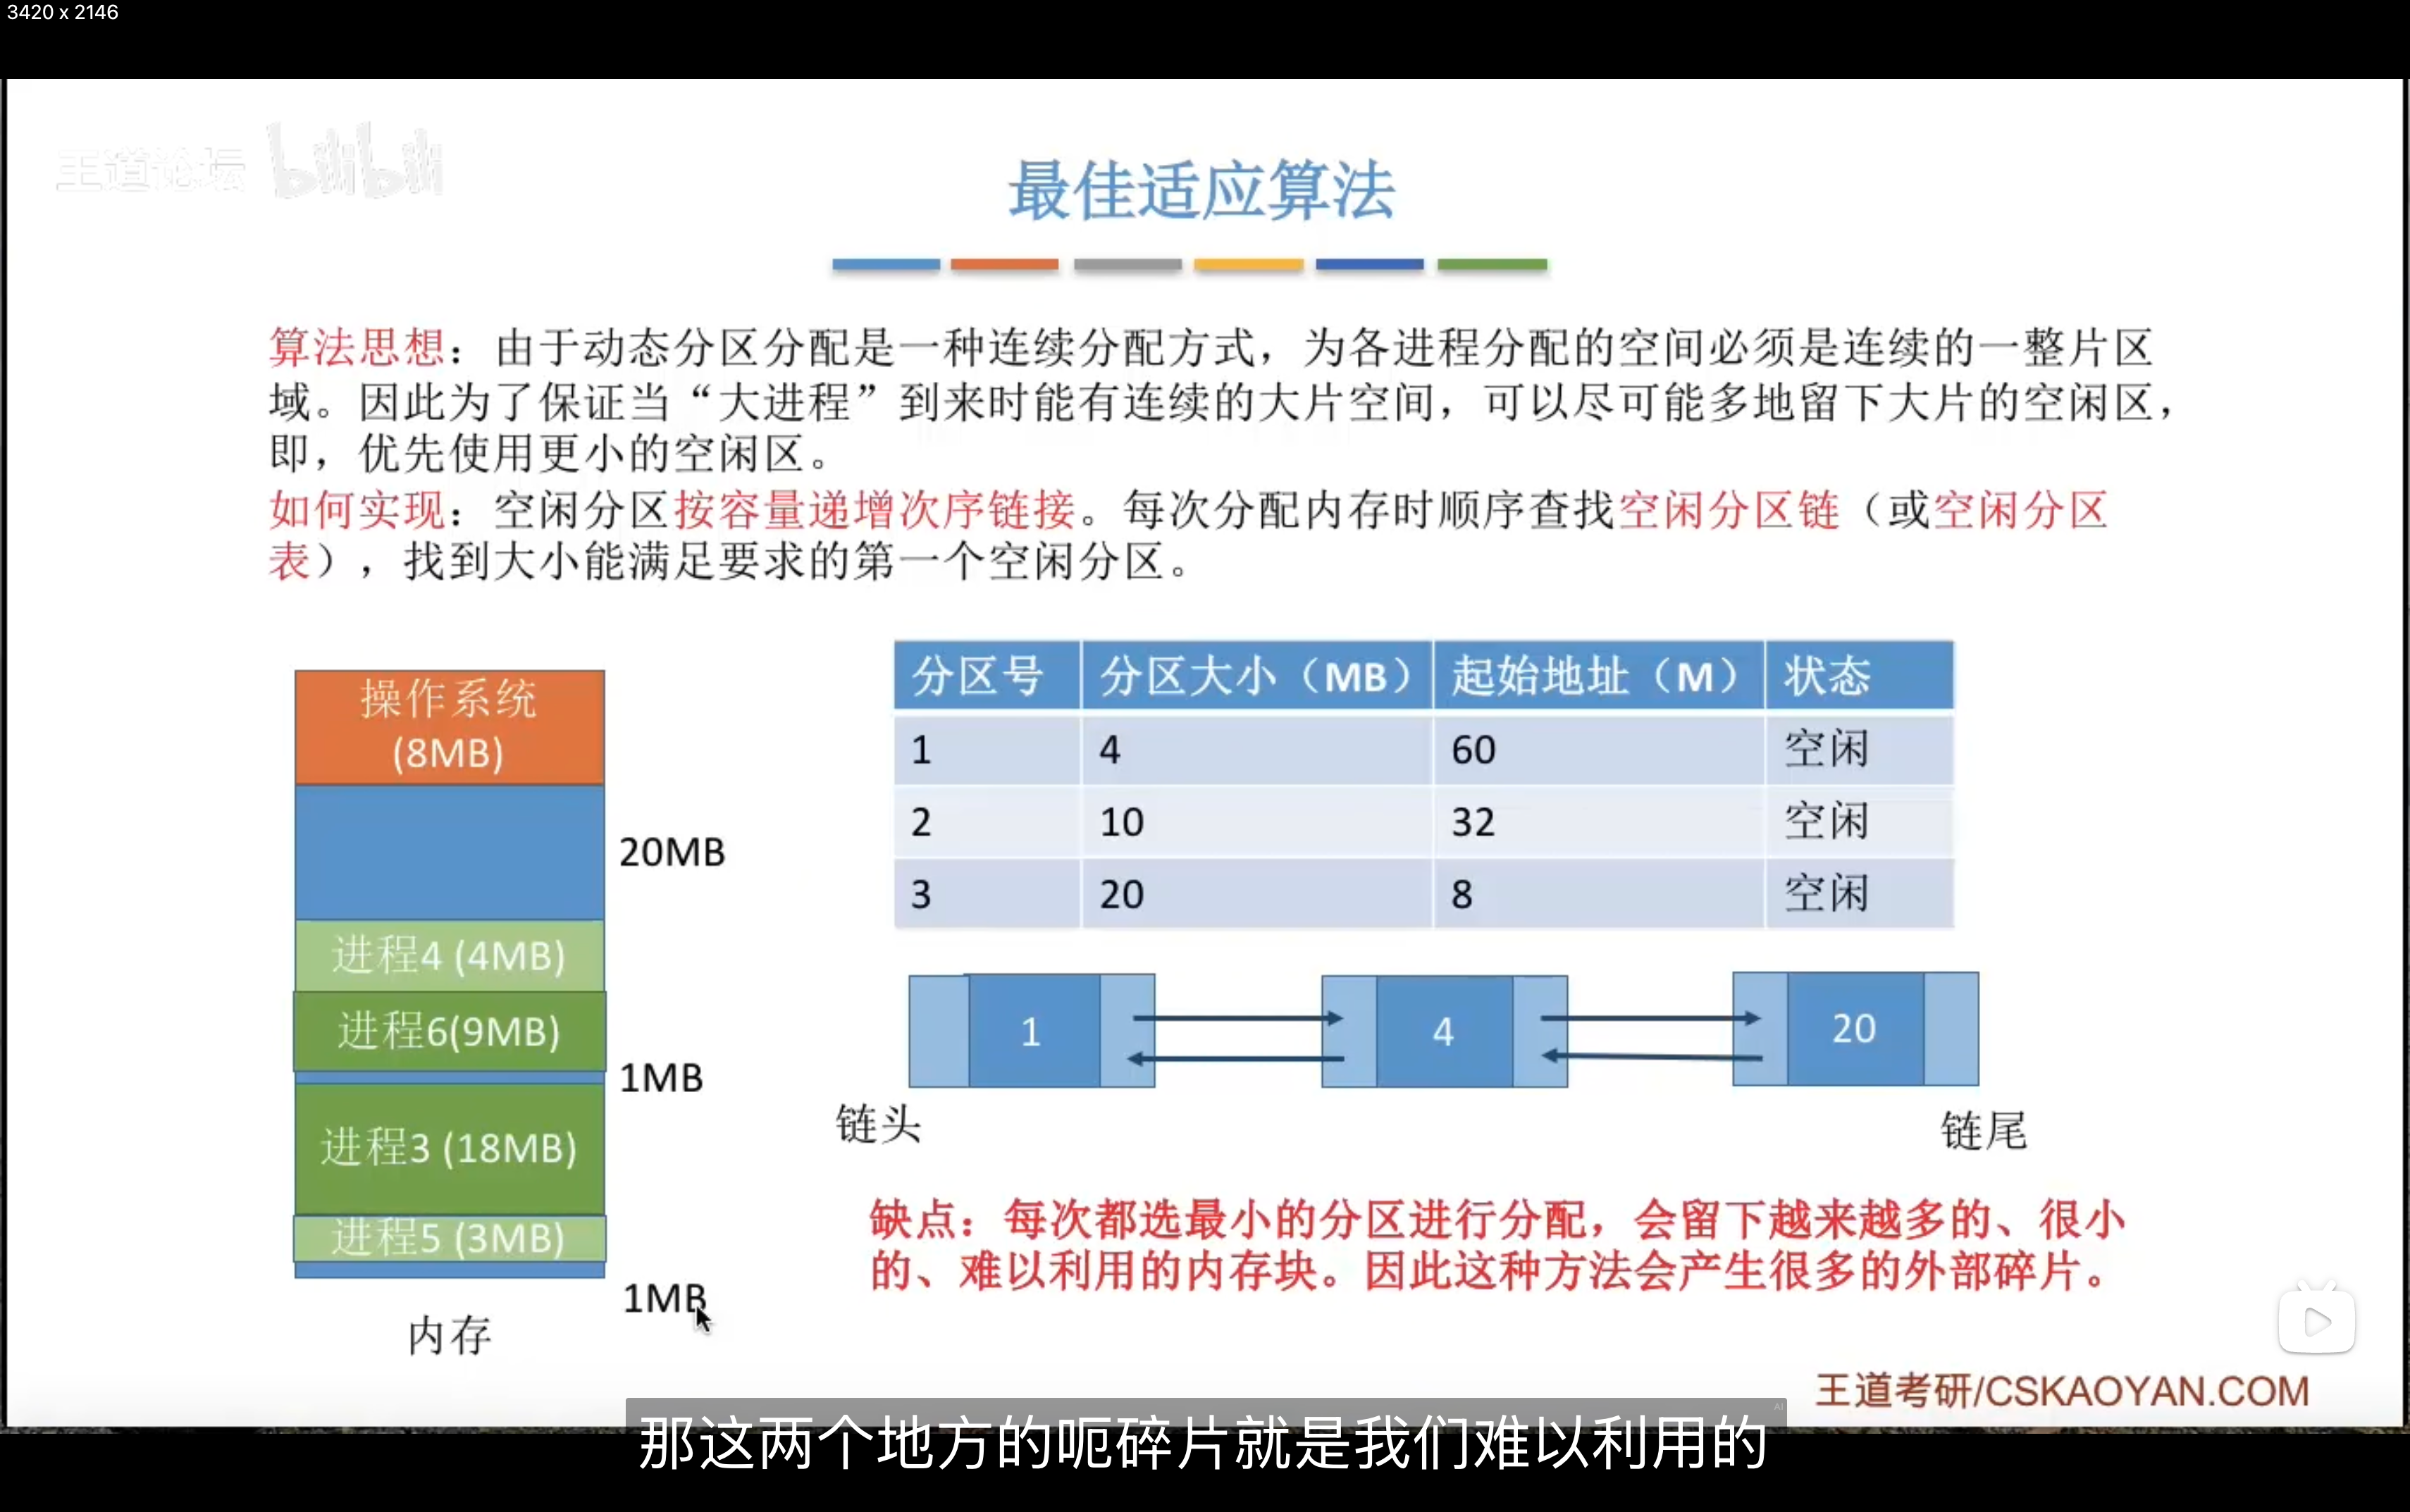 3420 x 2146
王道论坛 bilibili
最佳适应算法
算法思想：由于动态分区分配是一种连续分配方式，为各进程分配的空间必须是连续的一整片区
域。因此为了保证当“大进程”到来时能有连续的大片空间，可以尽可能多地留下大片的空闲区，
即，优先使用更小的空闲区。
如何实现：空闲分区按容量递增次序链接。每次分配内存时顺序查找空闲分区链（或空闲分区
表），找到大小能满足要求的第一个空闲分区。
操作系统
(8MB)
20MB
进程4 (4MB)
进程6(9MB)
1MB
进程3 (18MB)
进程5 (3MB)
1MB
内存
分区号 分区大小（MB） 起始地址（M） 状态
1 4 60 空闲
2 10 32 空闲
3 20 8 空闲
1 4 20
链头 链尾
缺点：每次都选最小的分区进行分配，会留下越来越多的、很小
的、难以利用的内存块。因此这种方法会产生很多的外部碎片。
王道考研/CSKAOYAN.COM
AI
那这两个地方的呃碎片就是我们难以利用的